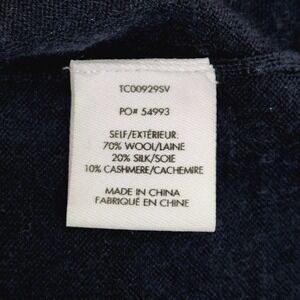 TC00929SV
PO# 54993
SELF/EXTÉRIEUR:
70% WOOL/LAINE
20% SILK/SOIE
10% CASHMERE/CACHEMIRE
MADE IN CHINA
FABRIQUÉ EN CHINE